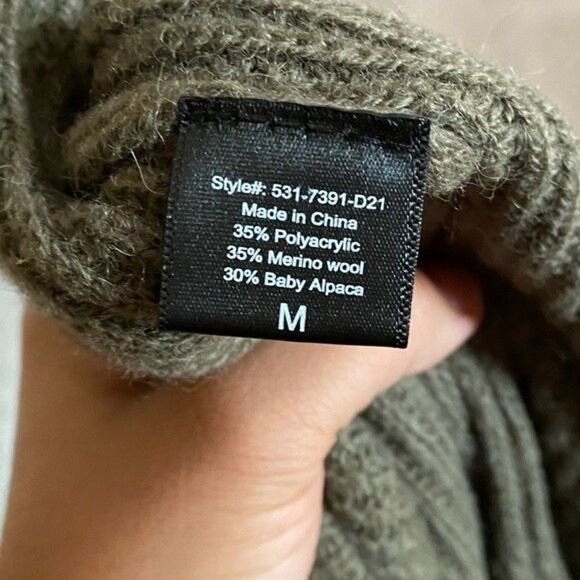 Style#: 531-7391-D21
Made in China
35% Polyacrylic
35% Merino wool
30% Baby Alpaca
M